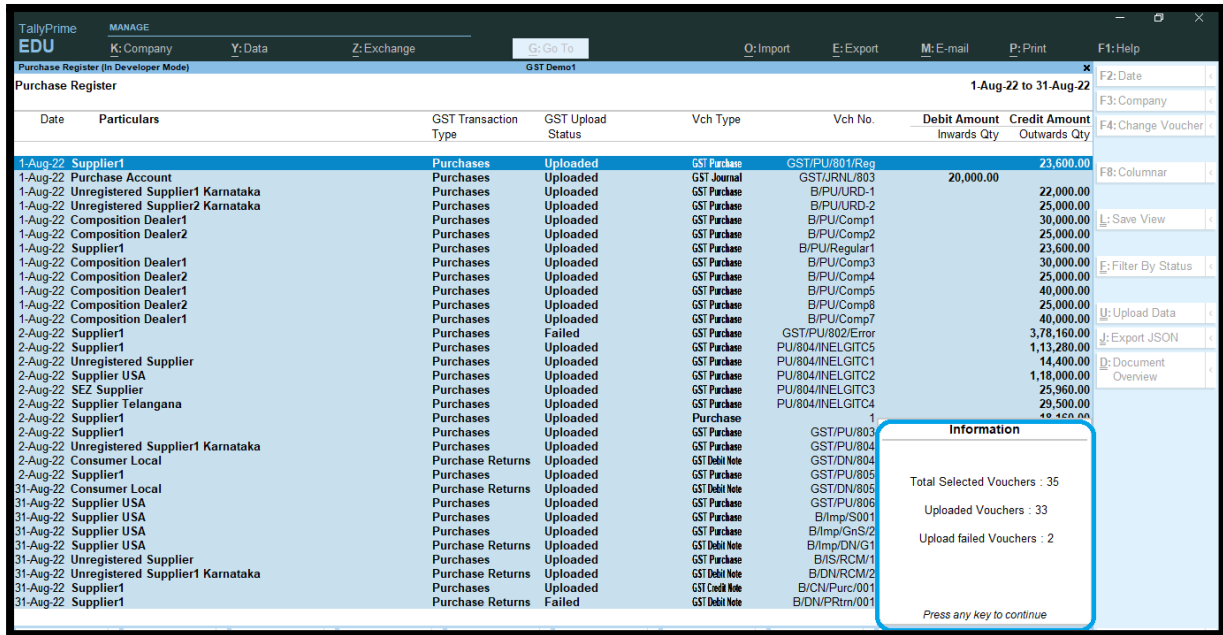 TallyPrime MANAGE
EDU K: Company Y: Data Z: Exchange G: Go To O: Import E: Export M: E-mail P: Print F1: Help
Purchase Register (In Developer Mode) GST Demo1
Purchase Register 1-Aug-22 to 31-Aug-22
Date Particulars GST Transaction GST Upload Vch Type Vch No. Debit Amount Credit Amount
Type Status Inwards Qty Outwards Qty
1-Aug-22 Supplier1 Purchases Uploaded GST Purchase GST/PU/801/Reg 23,600.00
1-Aug-22 Purchase Account Purchases Uploaded GST Journal GST/JRNL/803 20,000.00
1-Aug-22 Unregistered Supplier1 Karnataka Purchases Uploaded GST Purchase B/PU/URD-1 22,000.00
1-Aug-22 Unregistered Supplier2 Karnataka Purchases Uploaded GST Purchase B/PU/URD-2 25,000.00
1-Aug-22 Composition Dealer1 Purchases Uploaded GST Purchase B/PU/Comp1 30,000.00
1-Aug-22 Composition Dealer2 Purchases Uploaded GST Purchase B/PU/Comp2 25,000.00
1-Aug-22 Supplier1 Purchases Uploaded GST Purchase B/PU/Regular1 23,600.00
1-Aug-22 Composition Dealer1 Purchases Uploaded GST Purchase B/PU/Comp3 30,000.00
1-Aug-22 Composition Dealer2 Purchases Uploaded GST Purchase B/PU/Comp4 25,000.00
1-Aug-22 Composition Dealer1 Purchases Uploaded GST Purchase B/PU/Comp5 40,000.00
1-Aug-22 Composition Dealer2 Purchases Uploaded GST Purchase B/PU/Comp8 25,000.00
1-Aug-22 Composition Dealer1 Purchases Uploaded GST Purchase B/PU/Comp7 40,000.00
2-Aug-22 Supplier1 Purchases Failed GST Purchase GST/PU/802/Error 3,78,160.00
2-Aug-22 Supplier1 Purchases Uploaded GST Purchase PU/804/INELGITC5 1,13,280.00
2-Aug-22 Unregistered Supplier Purchases Uploaded GST Purchase PU/804/INELGITC1 14,400.00
2-Aug-22 Supplier USA Purchases Uploaded GST Purchase PU/804/INELGITC2 1,18,000.00
2-Aug-22 SEZ Supplier Purchases Uploaded GST Purchase PU/804/INELGITC3 25,960.00
2-Aug-22 Supplier Telangana Purchases Uploaded GST Purchase PU/804/INELGITC4 29,500.00
2-Aug-22 Supplier1 Purchases Uploaded Purchase 1 18,160.00
2-Aug-22 Supplier1 Purchases Uploaded GST Purchase GST/PU/803
2-Aug-22 Unregistered Supplier1 Karnataka Purchases Uploaded GST Purchase GST/PU/804
2-Aug-22 Consumer Local Purchase Returns Uploaded GST Debit Note GST/DN/804
2-Aug-22 Supplier1 Purchases Uploaded GST Purchase GST/PU/805
31-Aug-22 Consumer Local Purchase Returns Uploaded GST Debit Note GST/DN/805
31-Aug-22 Supplier USA Purchases Uploaded GST Purchase GST/PU/806
31-Aug-22 Supplier USA Purchases Uploaded GST Purchase B/Imp/S001
31-Aug-22 Supplier USA Purchases Uploaded GST Purchase B/Imp/GnS/2
31-Aug-22 Supplier USA Purchase Returns Uploaded GST Debit Note B/Imp/DN/G1
31-Aug-22 Unregistered Supplier Purchases Uploaded GST Purchase B/IS/RCM/1
31-Aug-22 Unregistered Supplier1 Karnataka Purchase Returns Uploaded GST Debit Note B/DN/RCM/2
31-Aug-22 Supplier1 Purchases Uploaded GST Credit Note B/CN/Purc/001
31-Aug-22 Supplier1 Purchase Returns Failed GST Debit Note B/DN/PRtrn/001
Information
Total Selected Vouchers : 35
Uploaded Vouchers : 33
Upload failed Vouchers : 2
Press any key to continue
F2: Date
F3: Company
F4: Change Voucher
F8: Columnar
L: Save View
F: Filter By Status
U: Upload Data
J: Export JSON
D: Document
Overview